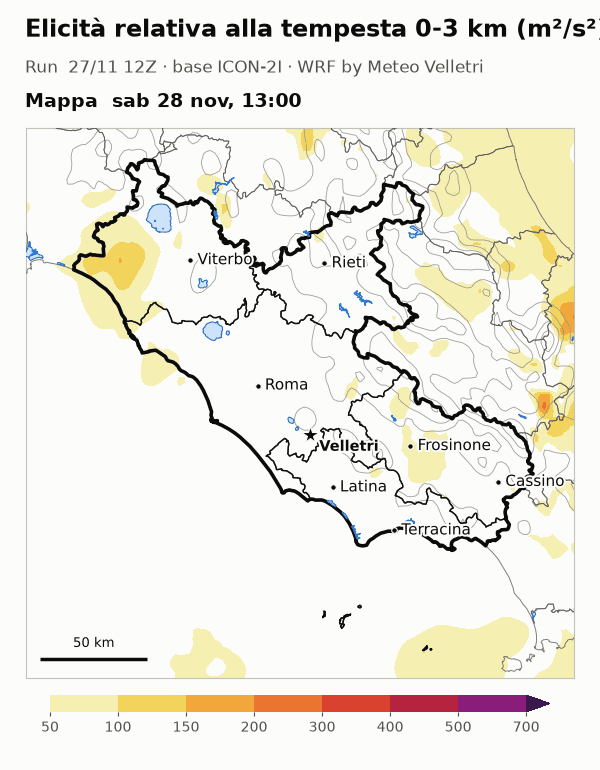 Elicità relativa alla tempesta 0-3 km (m²/s²)
Run 27/11 12Z · base ICON-2I · WRF by Meteo Velletri
Mappa sab 28 nov, 13:00
Viterbo
Rieti
Roma
Velletri
Frosinone
Latina
Cassino
Terracina
50 km
50 100 150 200 300 400 500 700